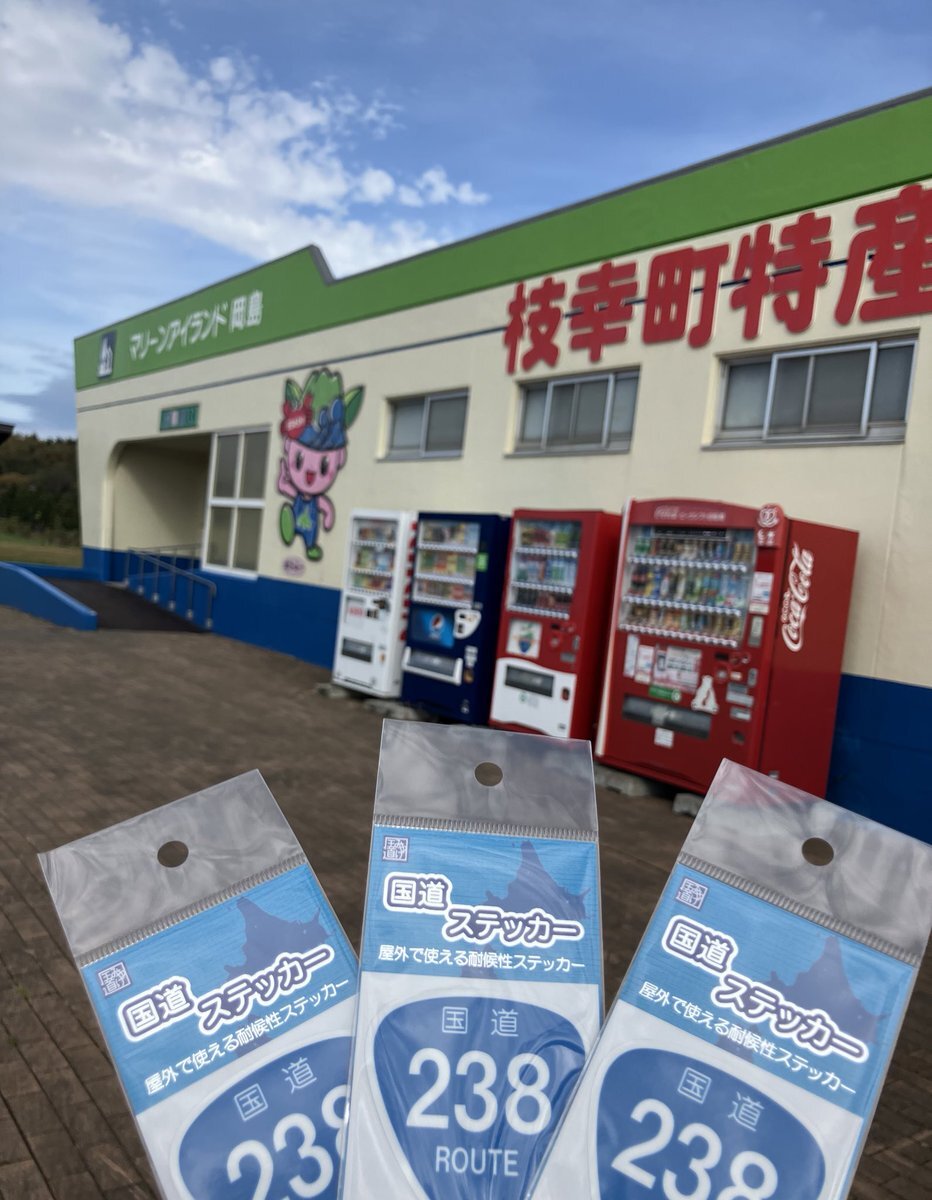 マリーンアイランド岡島
枝幸町特産
Coca-Cola
国道
ステッカー
屋外で使える耐候性ステッカー
国道
238
国道
ステッカー
屋外で使える耐候性ステッカー
国道
238
ROUTE
国道
ステッカー
屋外で使える耐候性ステッカー
国道
238